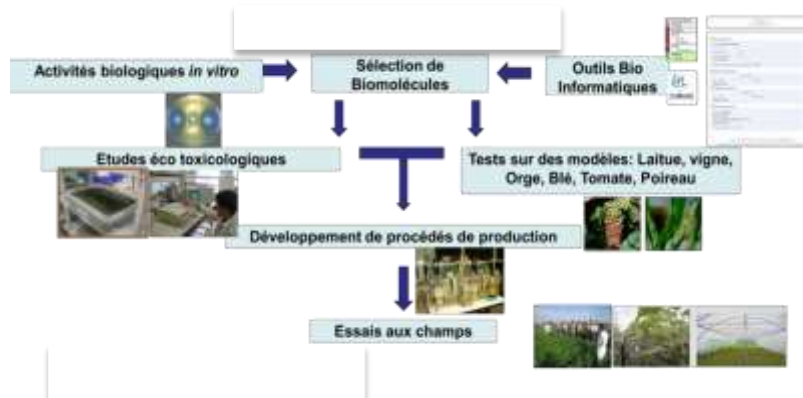 Activités biologiques in vitro
Sélection de
Biomolécules
Outils Bio
Informatiques
Etudes éco toxicologiques
Tests sur des modèles: Laitue, vigne,
Orge, Blé, Tomate, Poireau
Développement de procédés de production
Essais aux champs